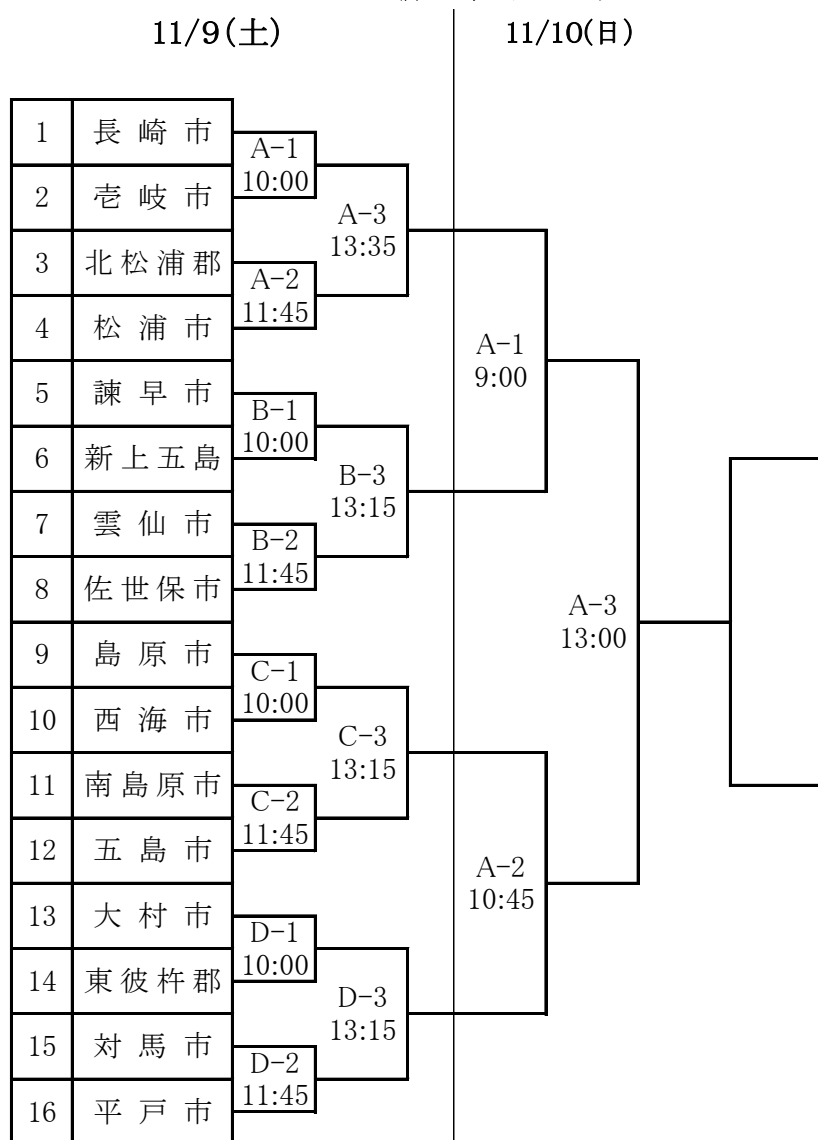 11/9(土)
11/10(日)
1 長崎市
A-1
10:00
2 壱岐市
A-3
13:35
3 北松浦郡
A-2
11:45
4 松浦市
A-1
9:00
5 諫早市
B-1
10:00
6 新上五島
B-3
13:15
7 雲仙市
B-2
11:45
8 佐世保市
A-3
13:00
9 島原市
C-1
10:00
10 西海市
C-3
13:15
11 南島原市
C-2
11:45
12 五島市
A-2
10:45
13 大村市
D-1
10:00
14 東彼杵郡
D-3
13:15
15 対馬市
D-2
11:45
16 平戸市